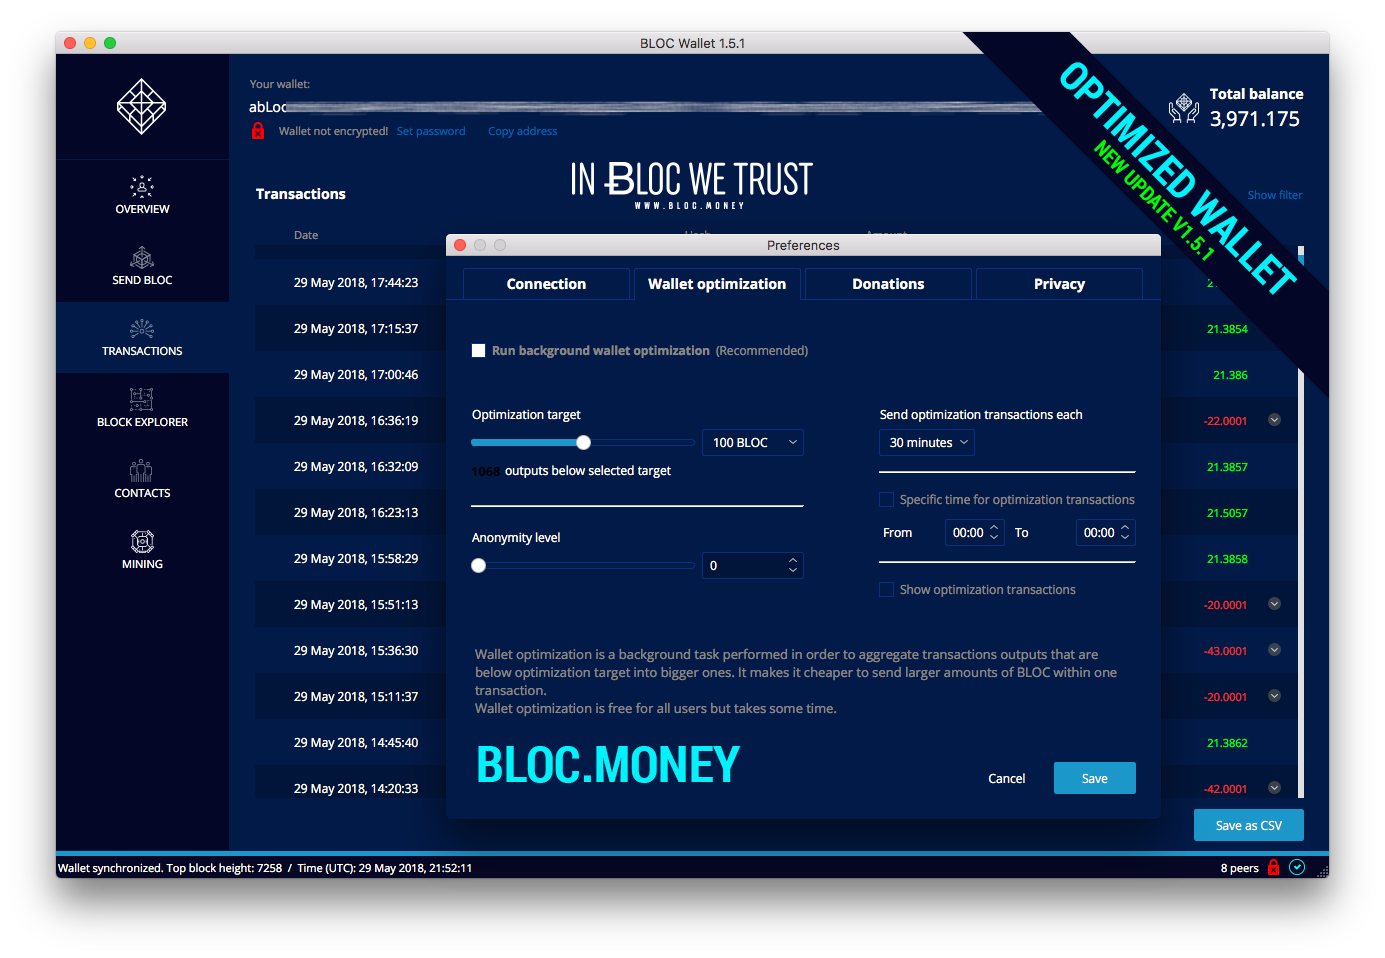 BLOC Wallet 1.5.1
OPTIMIZED WALLET
NEW UPDATE V1.5.1
Your wallet:
abLoc
Wallet not encrypted! Set password Copy address
Total balance
3,971.175
IN BLOC WE TRUST
WWW.BLOC.MONEY
Transactions
Show filter
OVERVIEW
SEND BLOC
TRANSACTIONS
BLOCK EXPLORER
CONTACTS
MINING
Date Hash Amount
29 May 2018, 17:44:23
29 May 2018, 17:15:37 21.3854
29 May 2018, 17:00:46 21.386
29 May 2018, 16:36:19 -22.0001
29 May 2018, 16:32:09 21.3857
29 May 2018, 16:23:13 21.5057
29 May 2018, 15:58:29 21.3858
29 May 2018, 15:51:13 -20.0001
29 May 2018, 15:36:30 -43.0001
29 May 2018, 15:11:37 -20.0001
29 May 2018, 14:45:40 21.3862
29 May 2018, 14:20:33 -42.0001
Preferences
Connection Wallet optimization Donations Privacy
Run background wallet optimization (Recommended)
Optimization target
100 BLOC
1068 outputs below selected target
Anonymity level
0
Send optimization transactions each
30 minutes
Specific time for optimization transactions
From 00:00 To 00:00
Show optimization transactions
Wallet optimization is a background task performed in order to aggregate transactions outputs that are
below optimization target into bigger ones. It makes it cheaper to send larger amounts of BLOC within one
transaction.
Wallet optimization is free for all users but takes some time.
BLOC.MONEY
Cancel Save
Save as CSV
Wallet synchronized. Top block height: 7258 / Time (UTC): 29 May 2018, 21:52:11
8 peers